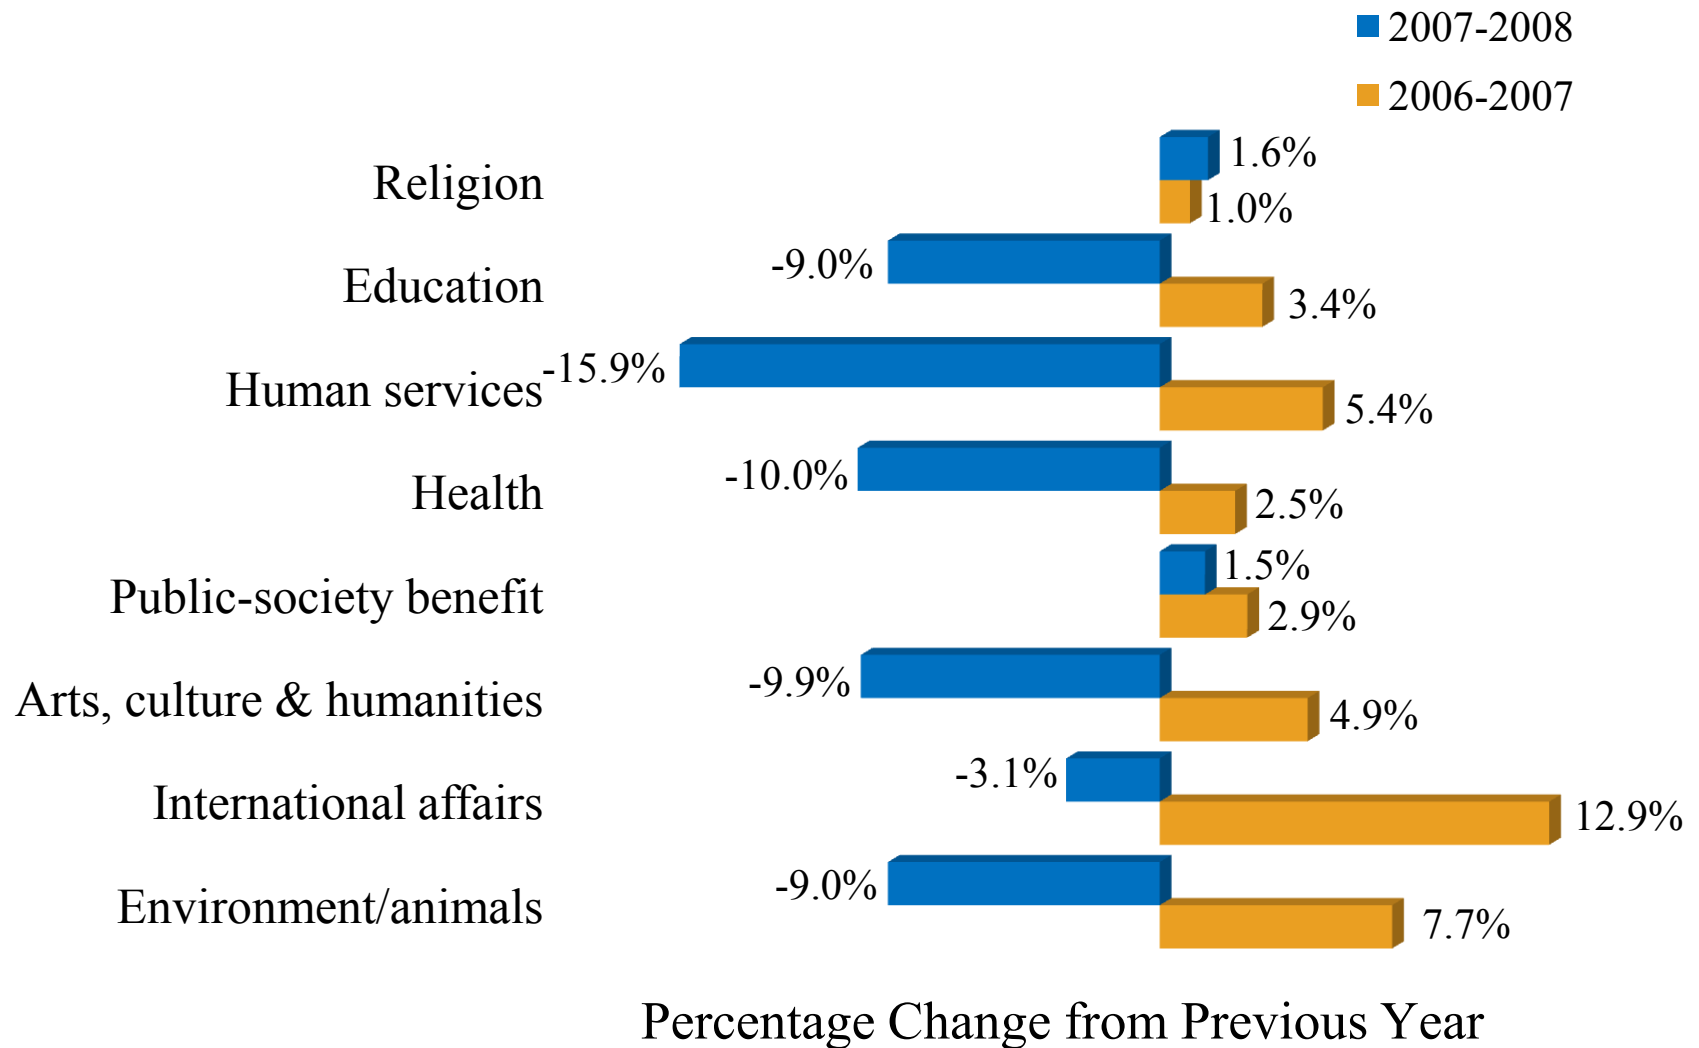 2007-2008
2006-2007
Religion
1.6%
1.0%
Education
-9.0%
3.4%
Human services
-15.9%
5.4%
Health
-10.0%
2.5%
Public-society benefit
1.5%
2.9%
Arts, culture & humanities
-9.9%
4.9%
International affairs
-3.1%
12.9%
Environment/animals
-9.0%
7.7%
Percentage Change from Previous Year